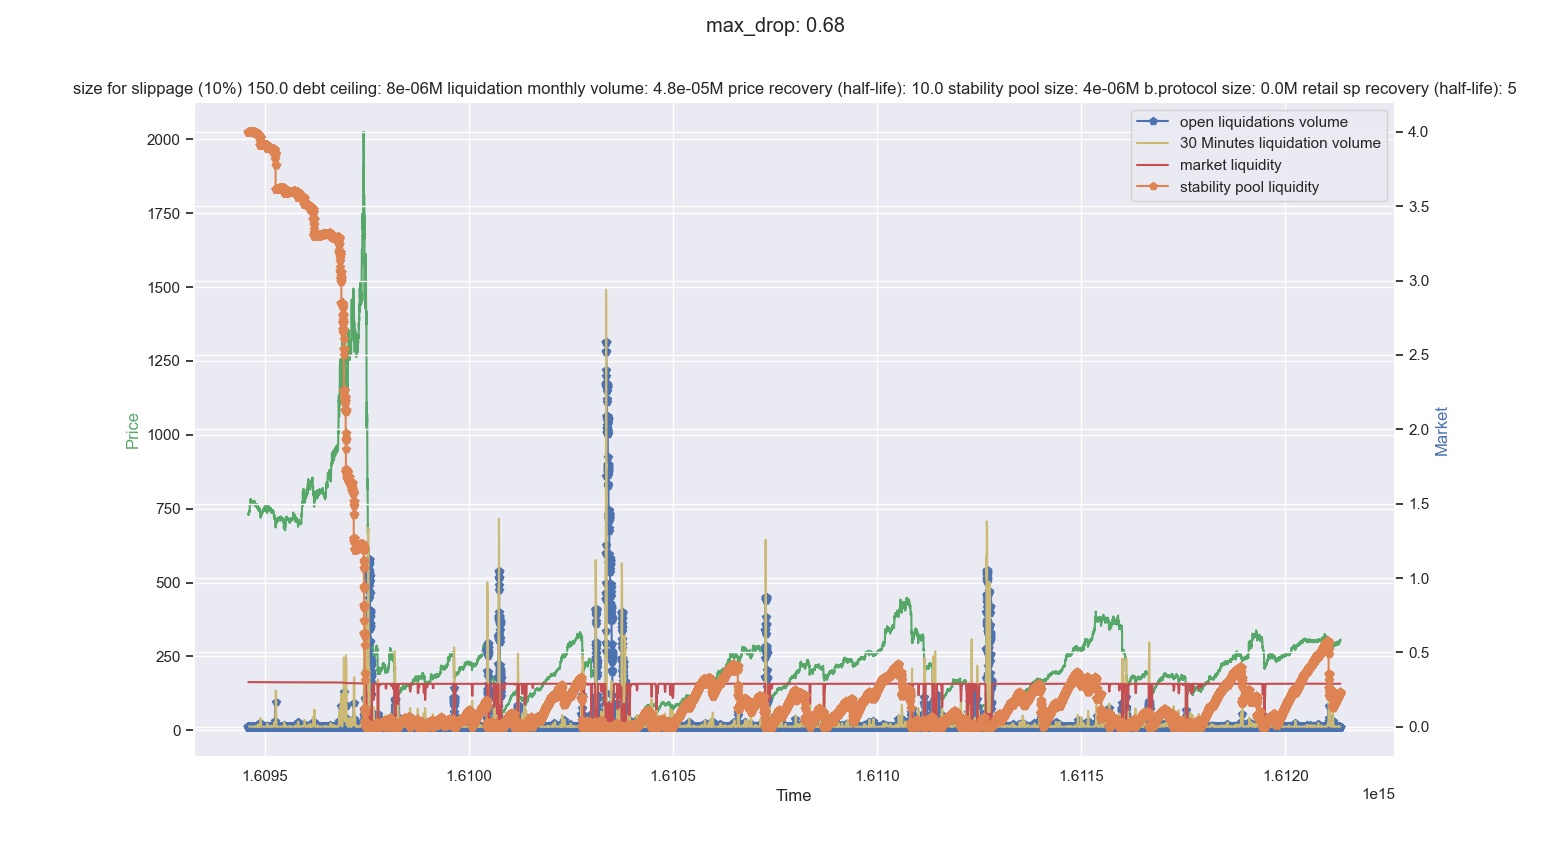 max_drop: 0.68
size for slippage (10%) 150.0 debt ceiling: 8e-06M liquidation monthly volume: 4.8e-05M price recovery (half-life): 10.0 stability pool size: 4e-06M b.protocol size: 0.0M retail sp recovery (half-life): 5
open liquidations volume
30 Minutes liquidation volume
market liquidity
stability pool liquidity
2000
1750
1500
1250
1000
750
500
250
0
Price
4.0
3.5
3.0
2.5
2.0
1.5
1.0
0.5
0.0
Market
1.6095 1.6100 1.6105 1.6110 1.6115 1.6120
1e15
Time